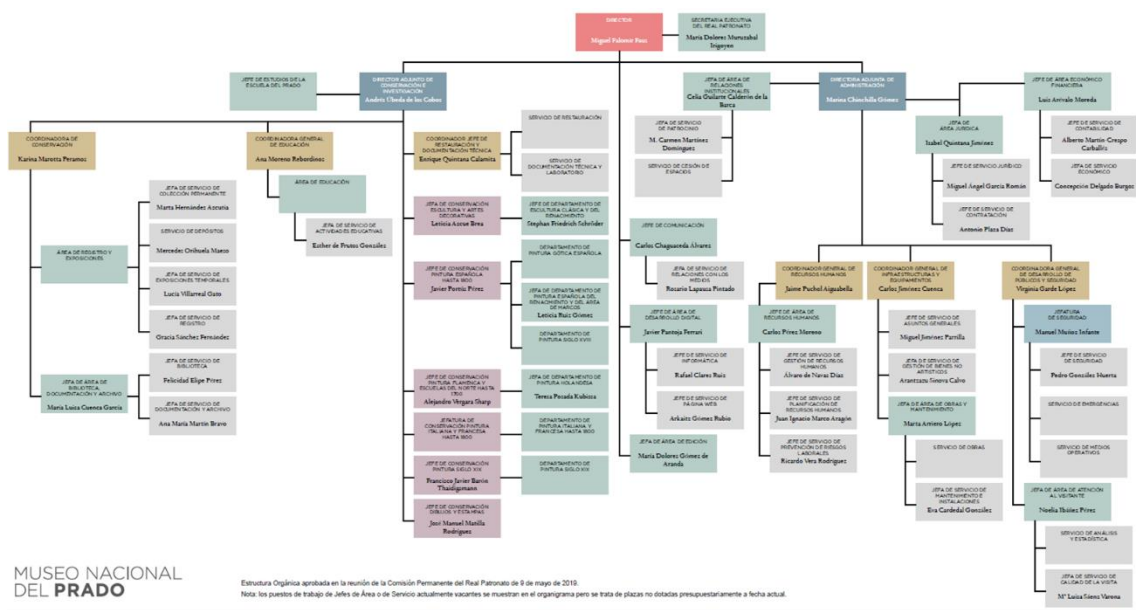 DIRECTOR
Miguel Falomir Faus
SECRETARIA EJECUTIVA
DEL REAL PATRONATO
María Dolores Muruzábal
Irigoyen
JEFE DE ESTUDIOS DE LA
ESCUELA DEL PRADO
DIRECTOR ADJUNTO DE
CONSERVACIÓN E
INVESTIGACIÓN
Andrés Úbeda de los Cobos
JEFA DE ÁREA DE
RELACIONES
INSTITUCIONALES
Celia Guilarte Calderón de la
Barca
DIRECTORA ADJUNTA DE
ADMINISTRACIÓN
Marina Chinchilla Gómez
JEFE DE ÁREA ECONÓMICO
FINANCIERA
Luis Arévalo Moreda
COORDINADORA DE
CONSERVACIÓN
Karina Marotta Peramos
COORDINADORA GENERAL
DE EDUCACIÓN
Ana Moreno Rebordinos
COORDINADOR JEFE DE
RESTAURACIÓN Y
DOCUMENTACIÓN TÉCNICA
Enrique Quintana Calamita
SERVICIO DE RESTAURACIÓN
SERVICIO DE
DOCUMENTACIÓN TÉCNICA Y
LABORATORIO
JEFA DE SERVICIO
DE PATROCINIO
M. Carmen Martínez
Domínguez
SERVICIO DE CESIÓN DE
ESPACIOS
JEFA DE
ÁREA JURÍDICA
Isabel Quintana Jiménez
JEFE DE SERVICIO JURÍDICO
Miguel Ángel García Román
JEFE DE SERVICIO DE
CONTRATACIÓN
Antonio Plaza Díaz
JEFE DE SERVICIO DE
CONTABILIDAD
Alberto Martín-Crespo
Carballés
JEFA DE SERVICIO
ECONÓMICO
Concepción Delgado Burgos
ÁREA DE REGISTRO Y
EXPOSICIONES
JEFA DE SERVICIO DE
COLECCIÓN PERMANENTE
Marta Hernández Azcutia
SERVICIO DE DEPÓSITOS
Mercedes Orihuela Maeso
JEFA DE SERVICIO DE
EXPOSICIONES TEMPORALES
Lucía Villarreal
JEFA DE SERVICIO DE
REGISTRO
Gracia Sánchez Fernández
JEFA DE ÁREA DE
BIBLIOTECA,
DOCUMENTACIÓN Y ARCHIVO
María Luisa Cuenca García
JEFA DE SERVICIO DE
BIBLIOTECA
Felicidad Elipe Pérez
JEFA DE SERVICIO DE
DOCUMENTACIÓN Y ARCHIVO
Ana María Martín Bravo
ÁREA DE EDUCACIÓN
JEFA DE SERVICIO DE
ACTIVIDADES EDUCATIVAS
Esther de Frutos González
JEFA DE CONSERVACIÓN
ESCULTURA Y ARTES
DECORATIVAS
Leticia Azcue Brea
JEFE DE DEPARTAMENTO DE
ESCULTURA CLÁSICA Y DEL
RENACIMIENTO
Stephan Friedrich Schröder
JEFE DE CONSERVACIÓN
PINTURA ESPAÑOLA
HASTA 1800
Javier Portús Pérez
DEPARTAMENTO DE
PINTURA GÓTICA ESPAÑOLA
JEFA DE DEPARTAMENTO DE
PINTURA ESPAÑOLA DEL
RENACIMIENTO Y DEL ÁREA
DE MARCOS
Leticia Ruiz Gómez
DEPARTAMENTO DE
PINTURA SIGLO XVIII
JEFE DE CONSERVACIÓN
PINTURA FLAMENCA Y
ESCUELAS DEL NORTE HASTA
1700
Alejandro Vergara Sharp
JEFA DE DEPARTAMENTO DE
PINTURA HOLANDESA
Teresa Posada Kubissa
JEFATURA DE
CONSERVACIÓN PINTURA
ITALIANA Y FRANCESA
HASTA 1800
DEPARTAMENTO DE
PINTURA ITALIANA Y
FRANCESA HASTA 1800
JEFE DE CONSERVACIÓN
PINTURA SIGLO XIX
Francisco Javier Barón
Thaidigsmann
DEPARTAMENTO DE
PINTURA SIGLO XIX
JEFE DE CONSERVACIÓN
DIBUJOS Y ESTAMPAS
José Manuel Matilla
Rodríguez
JEFE DE COMUNICACIÓN
Carlos Chaguaceda Álvarez
JEFA DE SERVICIO DE
RELACIONES CON LOS
MEDIOS
Rosario Lapausa Pintado
JEFE DE ÁREA DE
DESARROLLO DIGITAL
Javier Pantoja Ferrari
JEFE DE SERVICIO DE
INFORMÁTICA
Rafael Clares Ruiz
JEFE DE SERVICIO DE
PÁGINA WEB
Arkaitz Gómez Rubio
JEFA DE ÁREA DE EDICIÓN
María Dolores Gómez de
Aranda
COORDINADOR GENERAL DE
RECURSOS HUMANOS
Jaime Puchol Aiguabella
JEFE DE ÁREA DE
RECURSOS HUMANOS
Carlos Pérez Moreno
JEFE DE SERVICIO DE
GESTIÓN DE RECURSOS
HUMANOS
Álvaro de Navas Díaz
JEFE DE SERVICIO DE
PLANIFICACIÓN DE
RECURSOS HUMANOS
Juan Ignacio Marco Aragón
JEFE DE SERVICIO DE
PREVENCIÓN DE RIESGOS
LABORALES
Ricardo Vera Rodríguez
COORDINADOR GENERAL DE
INFRAESTRUCTURAS Y
EQUIPAMIENTOS
Carlos Jiménez Cuenca
JEFE DE SERVICIO DE
ASUNTOS GENERALES
Miguel Jiménez Parrilla
JEFA DE SERVICIO DE
GESTIÓN DE BIENES NO
ARTÍSTICOS
Arantzazu Sinova Calvo
JEFA DE ÁREA DE OBRAS Y
MANTENIMIENTO
Marta Arriero López
SERVICIO DE OBRAS
JEFA DE SERVICIO DE
MANTENIMIENTO E
INSTALACIONES
Eva Cardedal González
COORDINADORA GENERAL
DE DESARROLLO DE
PÚBLICOS Y SEGURIDAD
Virginia Garde López
JEFATURA
DE SEGURIDAD
Manuel Muñoz Infante
JEFE DE SERVICIO
DE SEGURIDAD
Pedro González Huerta
SERVICIO DE EMERGENCIAS
SERVICIO DE MEDIOS
OPERATIVOS
JEFA DE ÁREA DE ATENCIÓN
AL VISITANTE
Noelia Ibáñez Pérez
SERVICIO DE ANÁLISIS
Y ESTADÍSTICA
JEFA DE SERVICIO DE
CALIDAD DE LA VISITA
Mª Luisa Sáenz Varona
MUSEO NACIONAL
DEL PRADO
Estructura Orgánica aprobada en la reunión de la Comisión Permanente del Real Patronato de 9 de mayo de 2019.
Nota: los puestos de trabajo de Jefes de Área o de Servicio actualmente vacantes se muestran en el organigrama pero se trata de plazas no dotadas presupuestariamente a fecha actual.